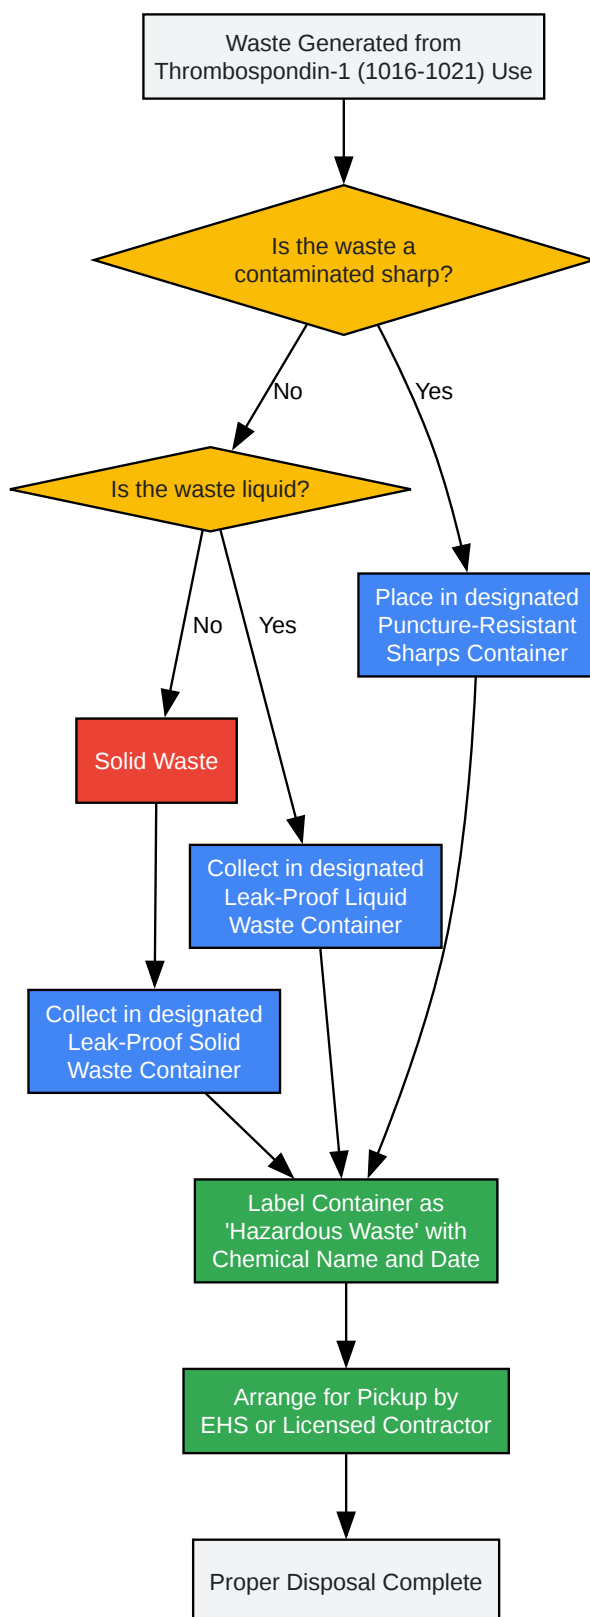 Waste Generated from
Thrombospondin-1 (1016-1021) Use
Is the waste a
contaminated sharp?
No
Yes
Is the waste liquid?
Place in designated
Puncture-Resistant
Sharps Container
No
Yes
Solid Waste
Collect in designated
Leak-Proof Liquid
Waste Container
Collect in designated
Leak-Proof Solid
Waste Container
Label Container as
'Hazardous Waste' with
Chemical Name and Date
Arrange for Pickup by
EHS or Licensed Contractor
Proper Disposal Complete